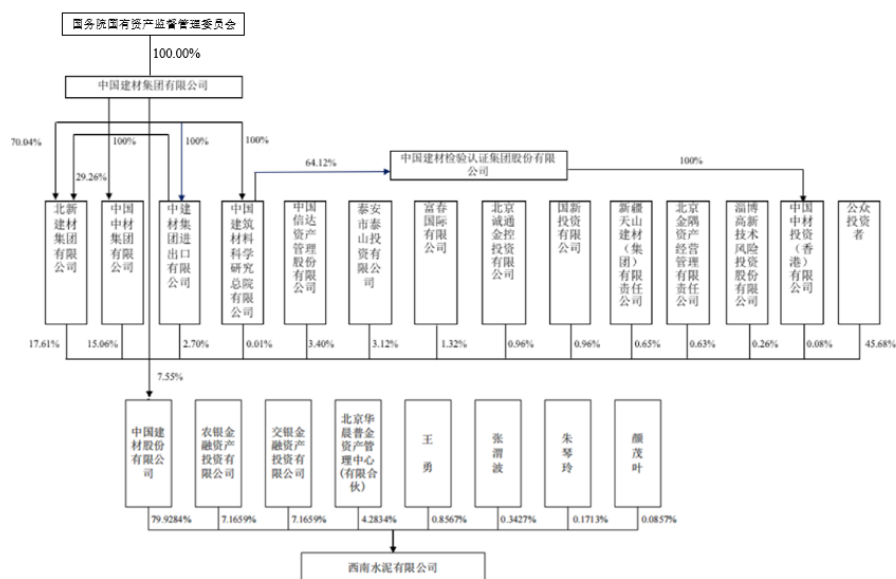 国务院国有资产监督管理委员会
100.00%
中国建材集团有限公司
70.04%
100%
100%
100%
29.26%
64.12%
中国建材检验认证集团股份有限
公司
100%
北新
建材
集团
有限
公司
中国
中材
集团
有限
公司
中建
材集
团进
出口
有限
公司
中国
建筑
材料
科学
研究
总院
有限
公司
中国
信达
资产
管理
股份
有限
公司
泰安
市泰
山投
资有
限公
司
富春
国际
有限
公司
北京
诚通
金控
投资
有限
公司
国新
投资
有限
公司
新疆
天山
建材
（集
团）
有限
责任
公司
北京
金隅
资产
经营
管理
有限
责任
公司
淄博
高新
技术
风险
投资
股份
有限
公司
中国
中材
投资
（香
港）
有限
公司
公众
投资
者
17.61%
15.06%
2.70%
0.01%
3.40%
3.12%
1.32%
0.96%
0.96%
0.65%
0.63%
0.26%
0.08%
45.68%
7.55%
中国建
材股份
有限公
司
农银金
融资产
投资有
限公司
交银金
融资产
投资有
限公司
北京华
晨普金
资产管
理中心
(有限合
伙)
王
勇
张
渭
波
朱
琴
玲
颜
茂
叶
79.9284%
7.1659%
7.1659%
4.2834%
0.8567%
0.3427%
0.1713%
0.0857%
西南水泥有限公司